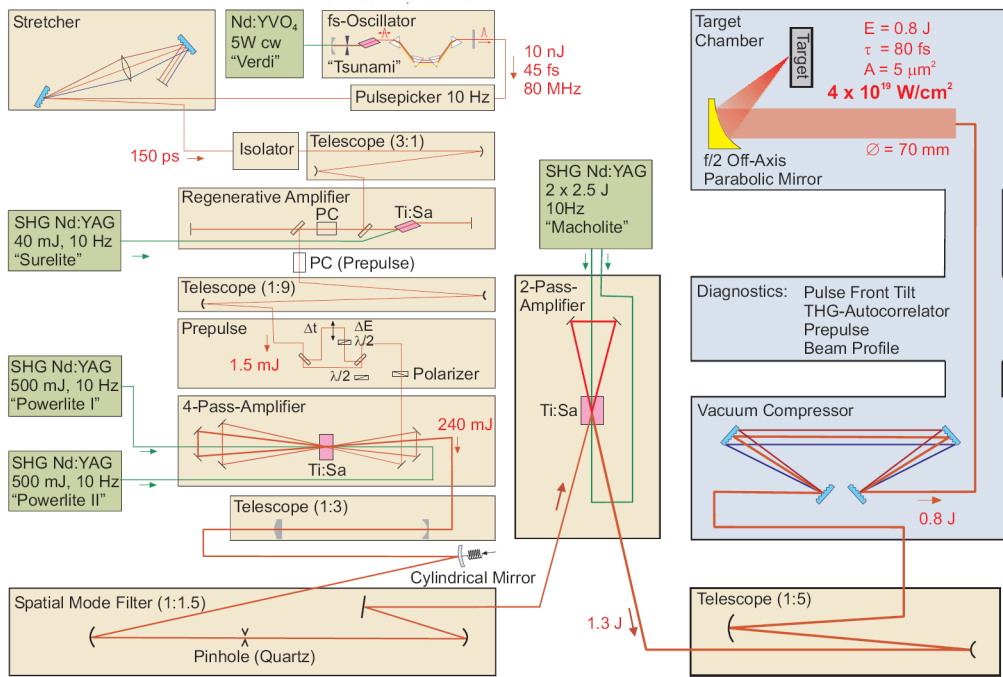 Stretcher
Nd:YVO₄
5W cw
“Verdi”
fs-Oscillator
“Tsunami”
10 nJ
45 fs
80 MHz
Pulsepicker 10 Hz
150 ps
Isolator
Telescope (3:1)
Regenerative Amplifier
PC
Ti:Sa
SHG Nd:YAG
40 mJ, 10 Hz
“Surelite”
PC (Prepulse)
Telescope (1:9)
Prepulse
Δt
ΔE
λ/2
λ/2
1.5 mJ
Polarizer
SHG Nd:YAG
500 mJ, 10 Hz
“Powerlite I”
4-Pass-Amplifier
Ti:Sa
240 mJ
SHG Nd:YAG
500 mJ, 10 Hz
“Powerlite II”
Telescope (1:3)
Cylindrical Mirror
Spatial Mode Filter (1:1.5)
Pinhole (Quartz)
SHG Nd:YAG
2 x 2.5 J
10Hz
“Macholite”
2-Pass-
Amplifier
Ti:Sa
1.3 J
Telescope (1:5)
Vacuum Compressor
0.8 J
Diagnostics: Pulse Front Tilt
THG-Autocorrelator
Prepulse
Beam Profile
Target
Chamber
Target
E = 0.8 J
τ = 80 fs
A = 5 μm²
4 x 10¹⁹ W/cm²
∅ = 70 mm
f/2 Off-Axis
Parabolic Mirror